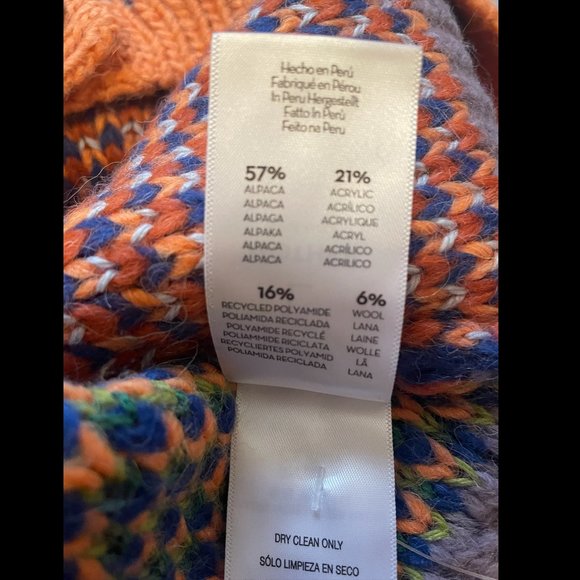 Hecho en Perú
Fabriqué en Pérou
In Peru Hergestellt
Fatto In Perù
Feito na Peru
57% 21%
ALPACA ACRYLIC
ALPACA ACRÍLICO
ALPAGA ACRYLIQUE
ALPAKA ACRYL
ALPACA ACRÍLICO
ALPACA ACRILICO
16% 6%
RECYCLED POLYAMIDE WOOL
POLIAMIDA RECICLADA LANA
POLYAMIDE RECYCLÉ LAINE
POLIAMMIDE RICICLATA WOLLE
RECYCLIERTES POLYAMID LÃ
POLIAMIDA RECICLADA LANA
DRY CLEAN ONLY
SÓLO LIMPIEZA EN SECO